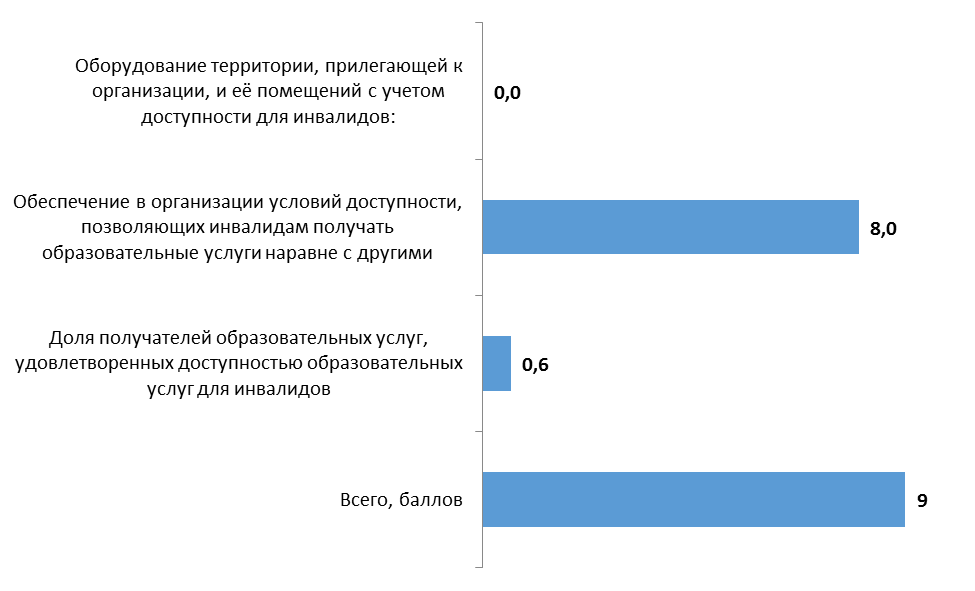 Оборудование территории, прилегающей к
организации, и её помещений с учетом
доступности для инвалидов:
0,0
Обеспечение в организации условий доступности,
позволяющих инвалидам получать
образовательные услуги наравне с другими
8,0
Доля получателей образовательных услуг,
удовлетворенных доступностью образовательных
услуг для инвалидов
0,6
Всего, баллов
9